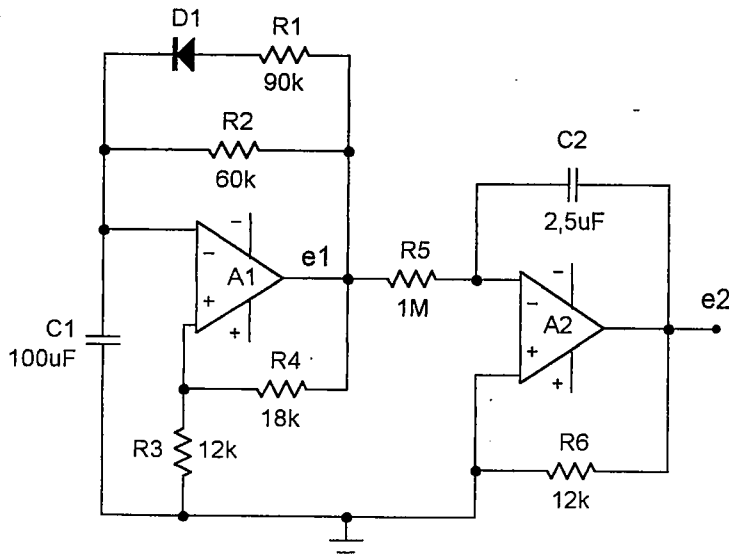 D1
R1
90k
R2
60k
C2
2,5uF
−
−
A1
+
+
e1
R5
1M
−
−
A2
+
+
e2
C1
100uF
R4
18k
R3
12k
R6
12k